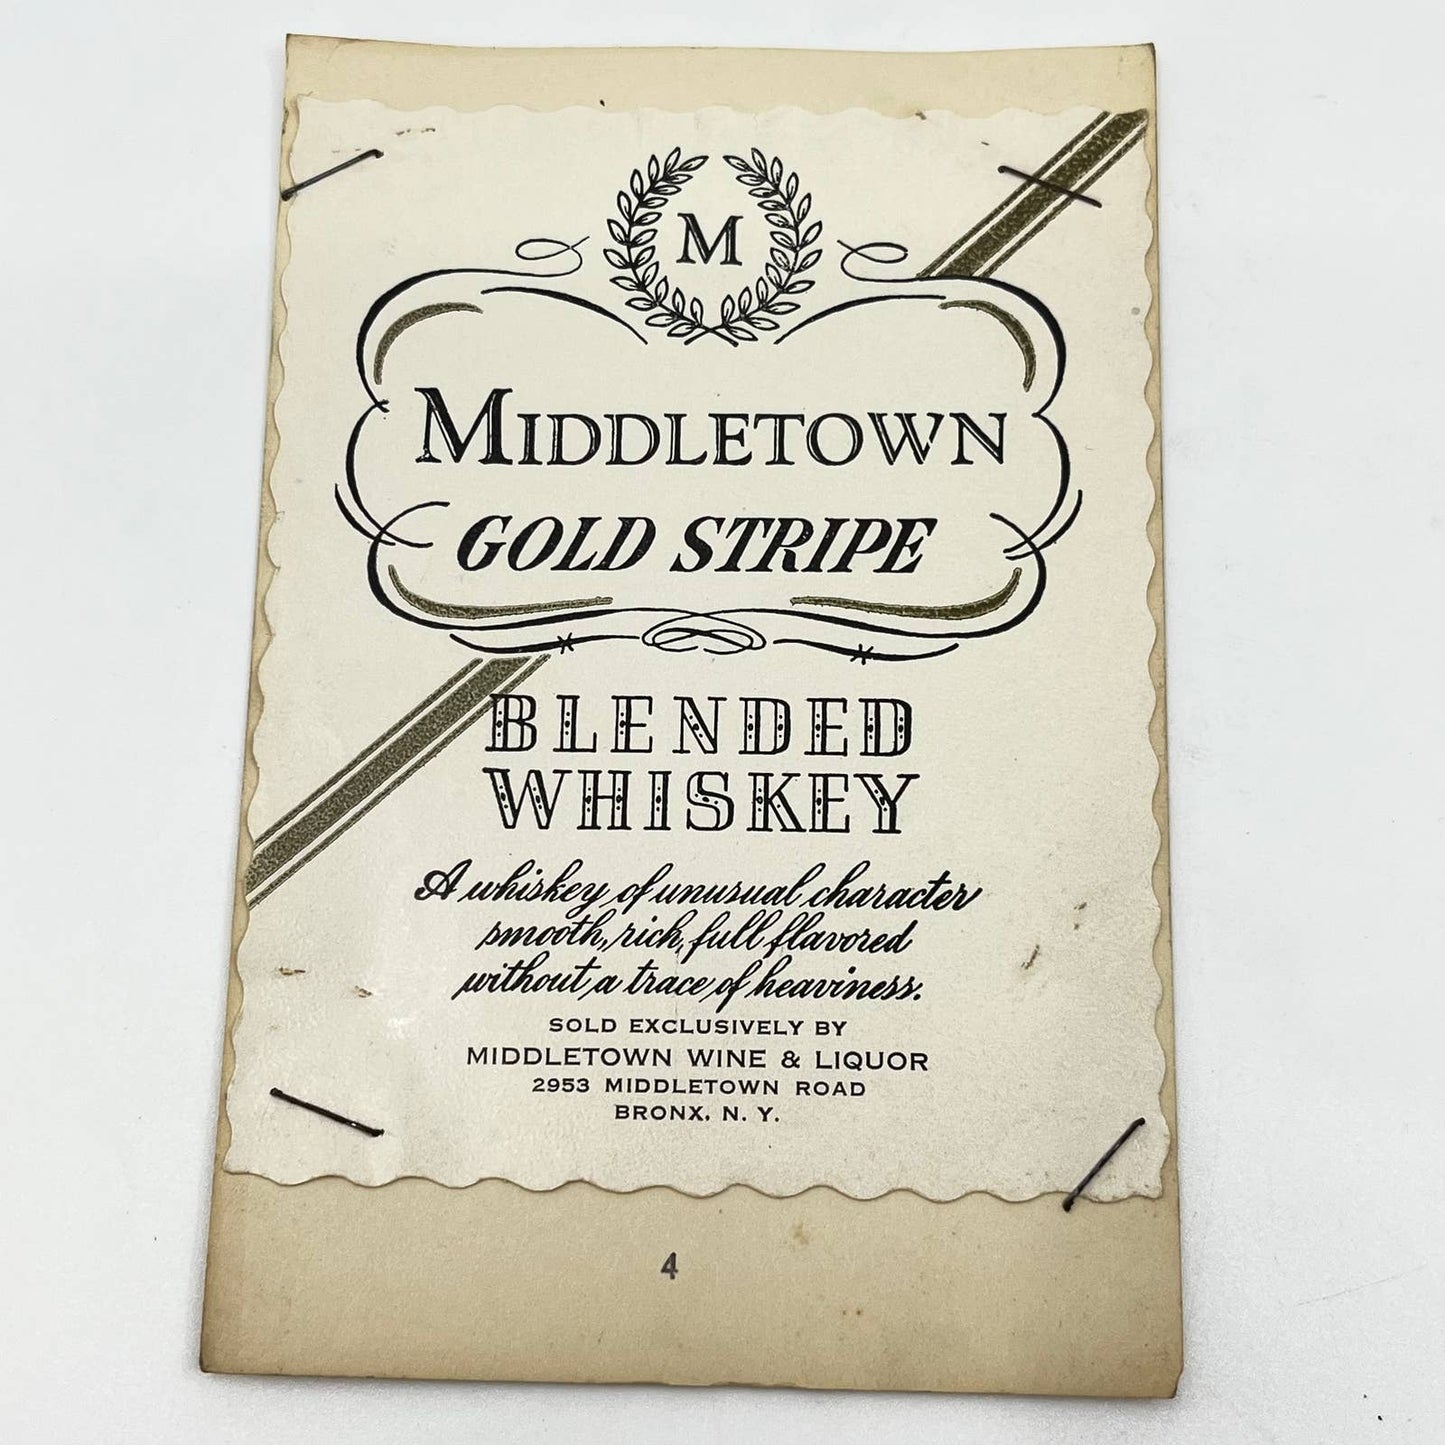 M
MIDDLETOWN
GOLD STRIPE
BLENDED
WHISKEY
A whiskey of unusual character
smooth, rich, full flavored
without a trace of heaviness.
SOLD EXCLUSIVELY BY
MIDDLETOWN WINE & LIQUOR
2953 MIDDLETOWN ROAD
BRONX, N. Y.
4